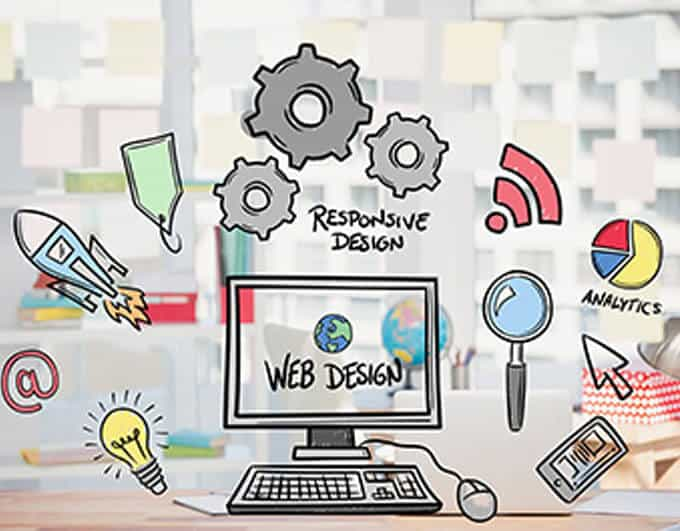 RESPONSIVE
DESIGN
ANALYTICS
WEB DESIGN
@